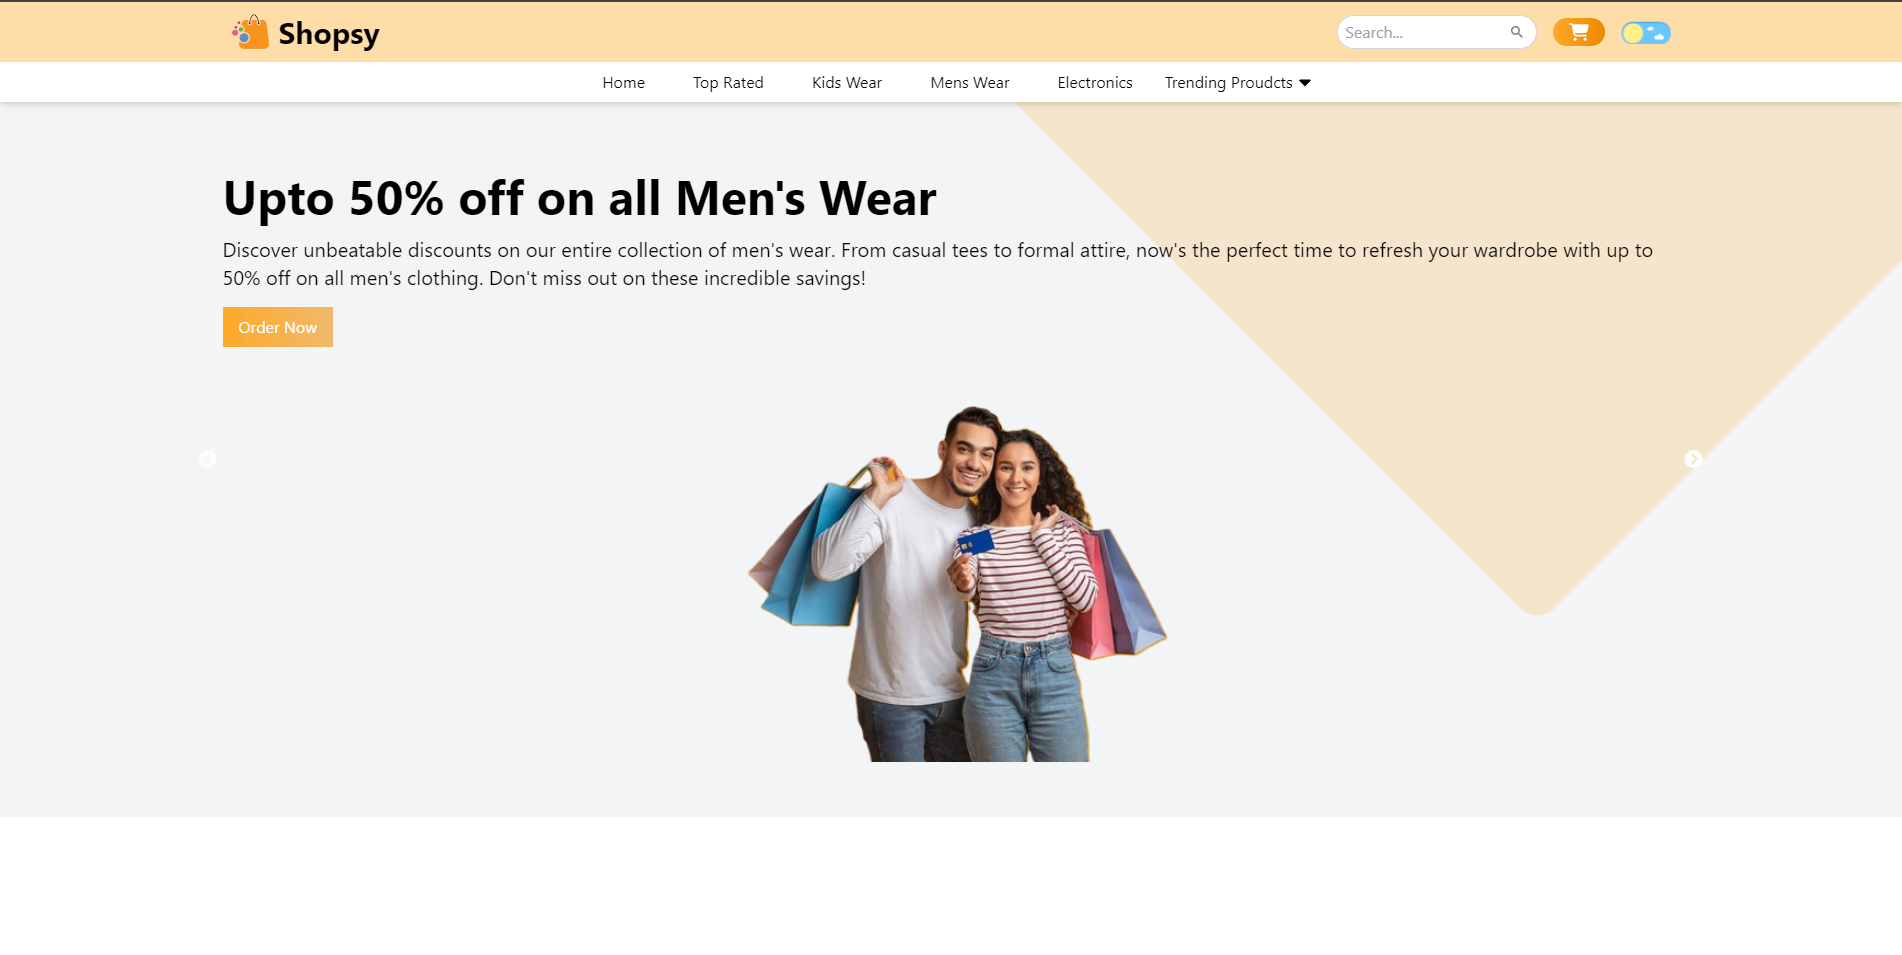 Shopsy
Search...
Home Top Rated Kids Wear Mens Wear Electronics Trending Proudcts
Upto 50% off on all Men's Wear
Discover unbeatable discounts on our entire collection of men's wear. From casual tees to formal attire, now's the perfect time to refresh your wardrobe with up to
50% off on all men's clothing. Don't miss out on these incredible savings!
Order Now